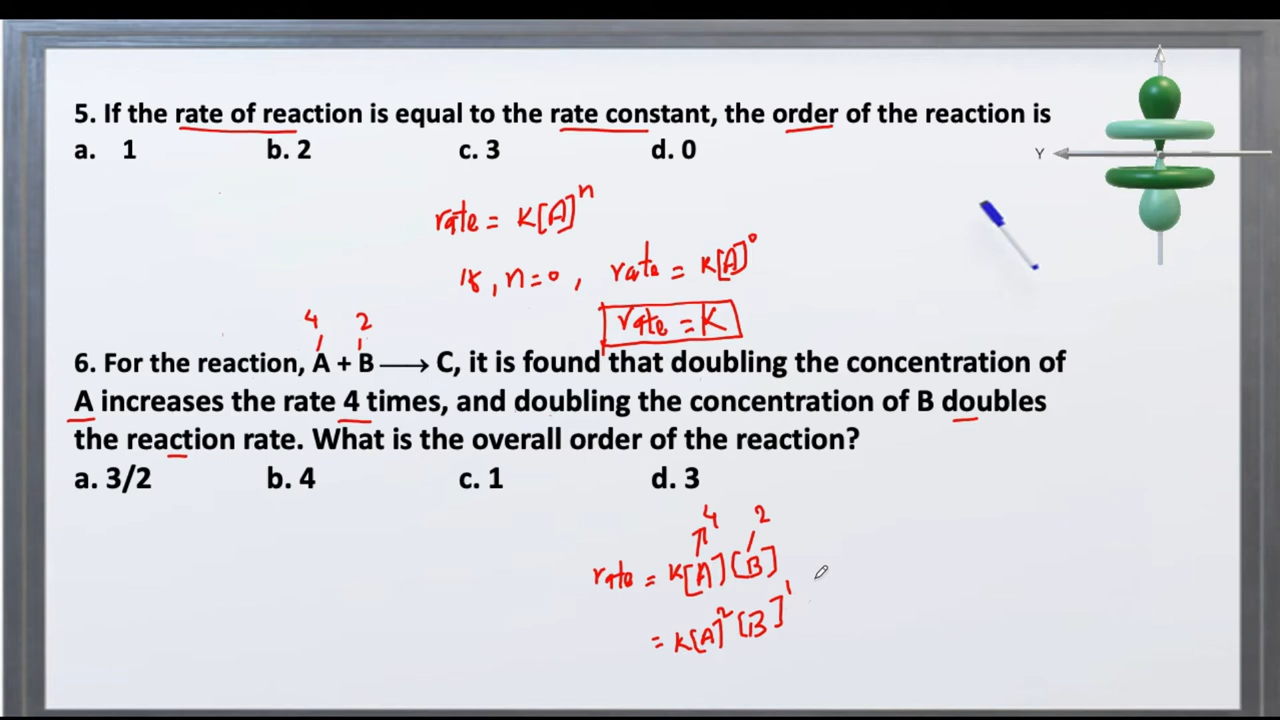 5. If the rate of reaction is equal to the rate constant, the order of the reaction is
a. 1 b. 2 c. 3 d. 0
Y
rate = K[A]^n
If, n=0, rate = K[A]^0
rate = K
4 2
6. For the reaction, A + B ⟶ C, it is found that doubling the concentration of
A increases the rate 4 times, and doubling the concentration of B doubles
the reaction rate. What is the overall order of the reaction?
a. 3/2 b. 4 c. 1 d. 3
4 2
rate = K[A][B]
= K[A]^2 [B]^1